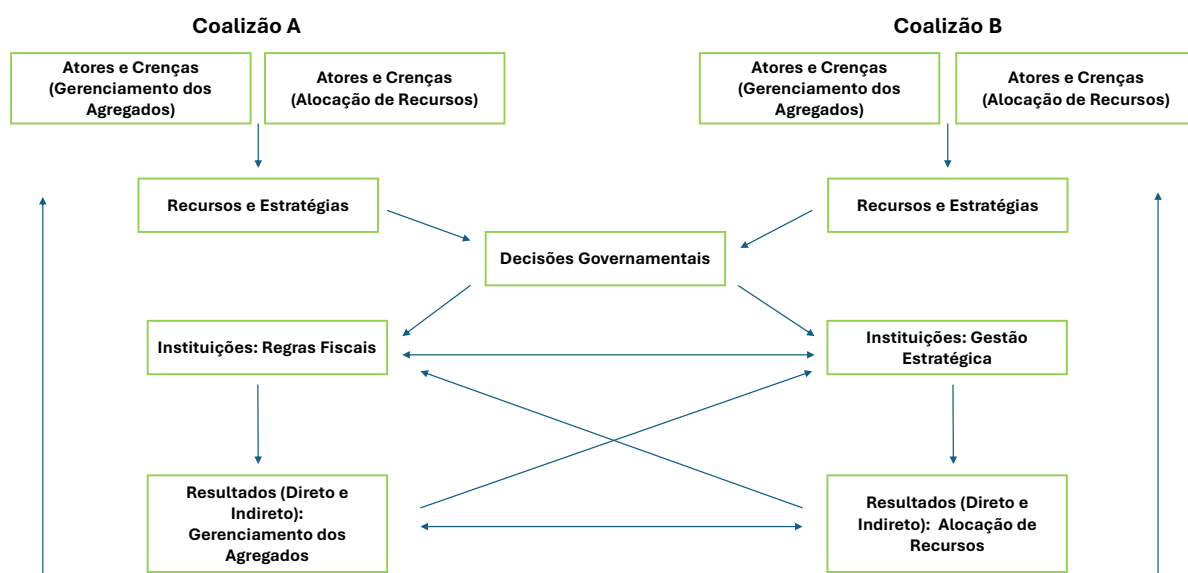 Coalizão A
Coalizão B
Atores e Crenças
(Gerenciamento dos
Agregados)
Atores e Crenças
(Alocação de Recursos)
Atores e Crenças
(Gerenciamento dos
Agregados)
Atores e Crenças
(Alocação de Recursos)
Recursos e Estratégias
Recursos e Estratégias
Decisões Governamentais
Instituições: Regras Fiscais
Instituições: Gestão
Estratégica
Resultados (Direto e
Indireto):
Gerenciamento dos
Agregados
Resultados (Direto e
Indireto): Alocação de
Recursos